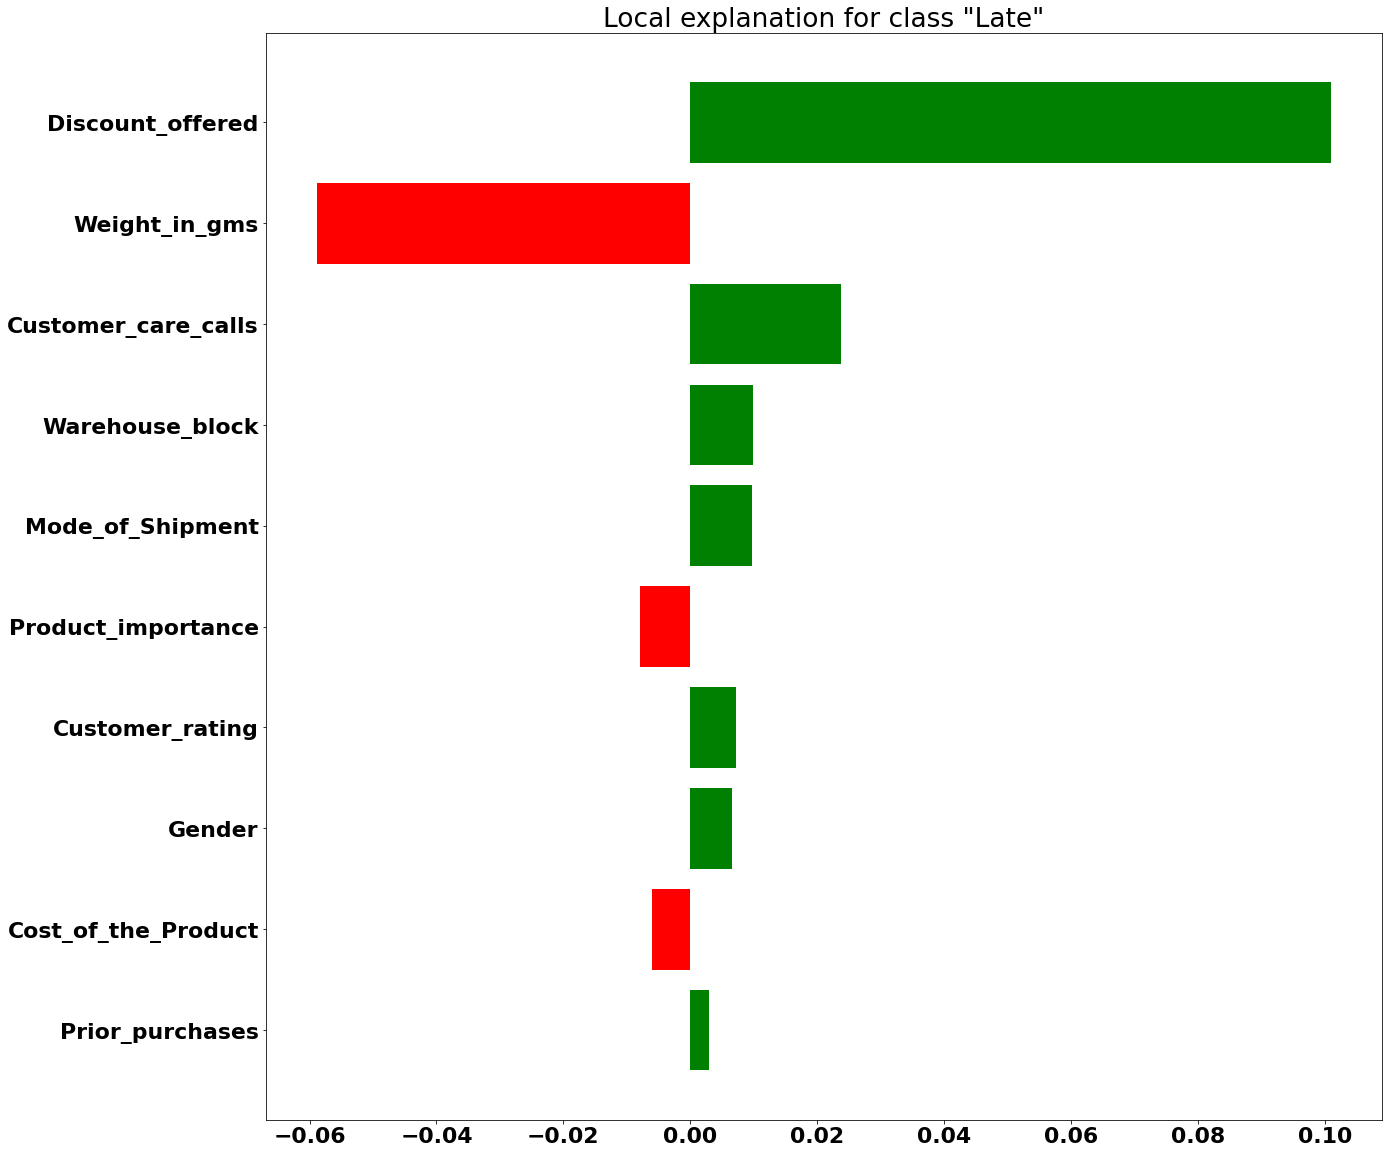 Local explanation for class "Late"
Discount_offered
Weight_in_gms
Customer_care_calls
Warehouse_block
Mode_of_Shipment
Product_importance
Customer_rating
Gender
Cost_of_the_Product
Prior_purchases
−0.06 −0.04 −0.02 0.00 0.02 0.04 0.06 0.08 0.10